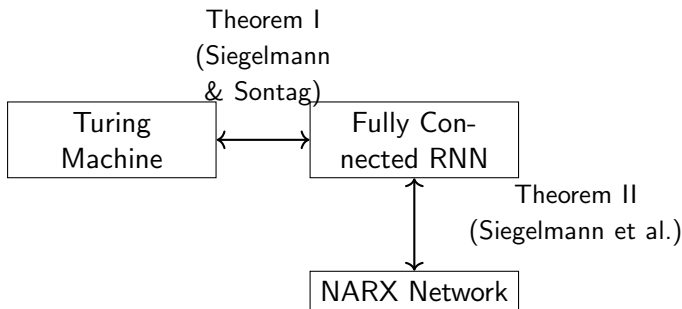 Theorem I
(Siegelmann
& Sontag)
Turing
Machine
Fully Con-
nected RNN
Theorem II
(Siegelmann et al.)
NARX Network